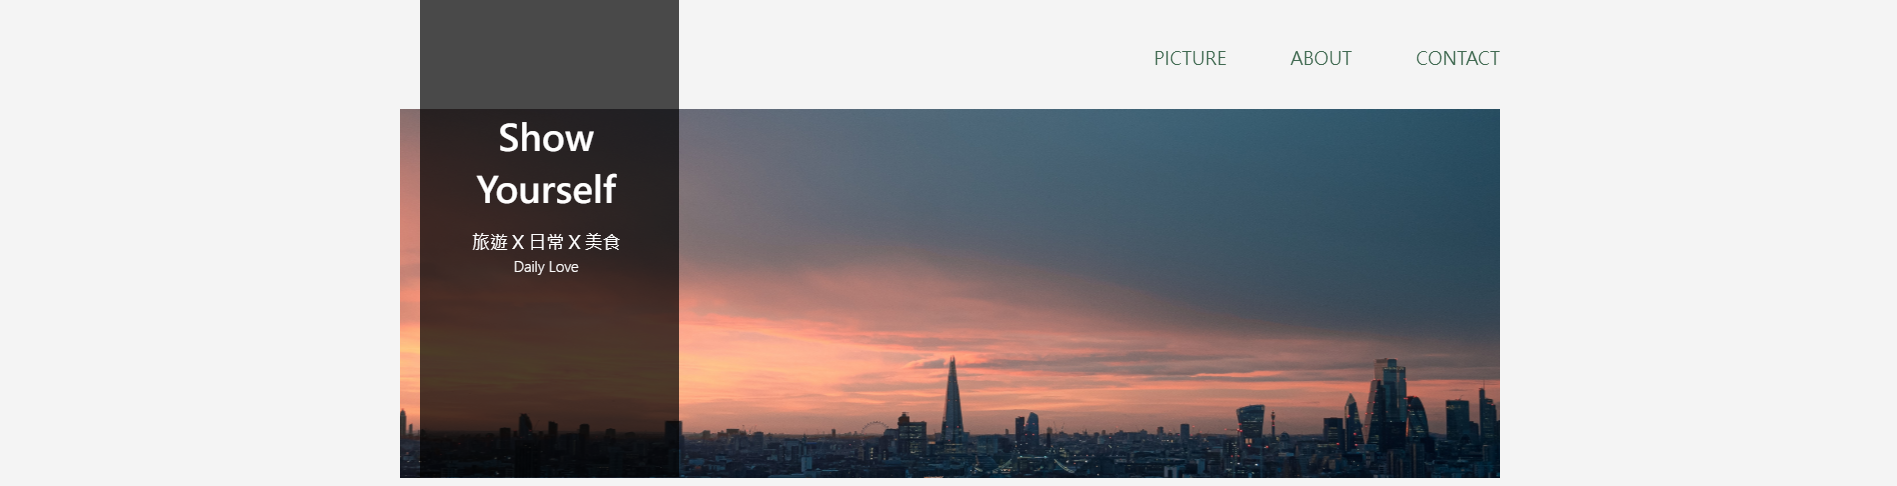 PICTURE ABOUT CONTACT
Show
Yourself
旅遊 X 日常 X 美食
Daily Love